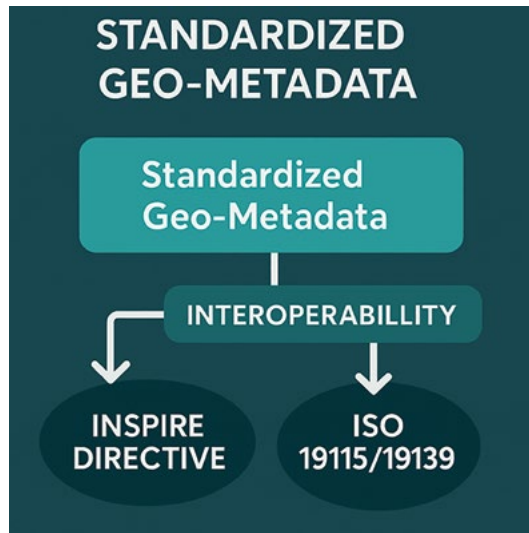 STANDARDIZED
GEO-METADATA
Standardized
Geo-Metadata
INTEROPERABILLITY
INSPIRE
DIRECTIVE
ISO
19115/19139